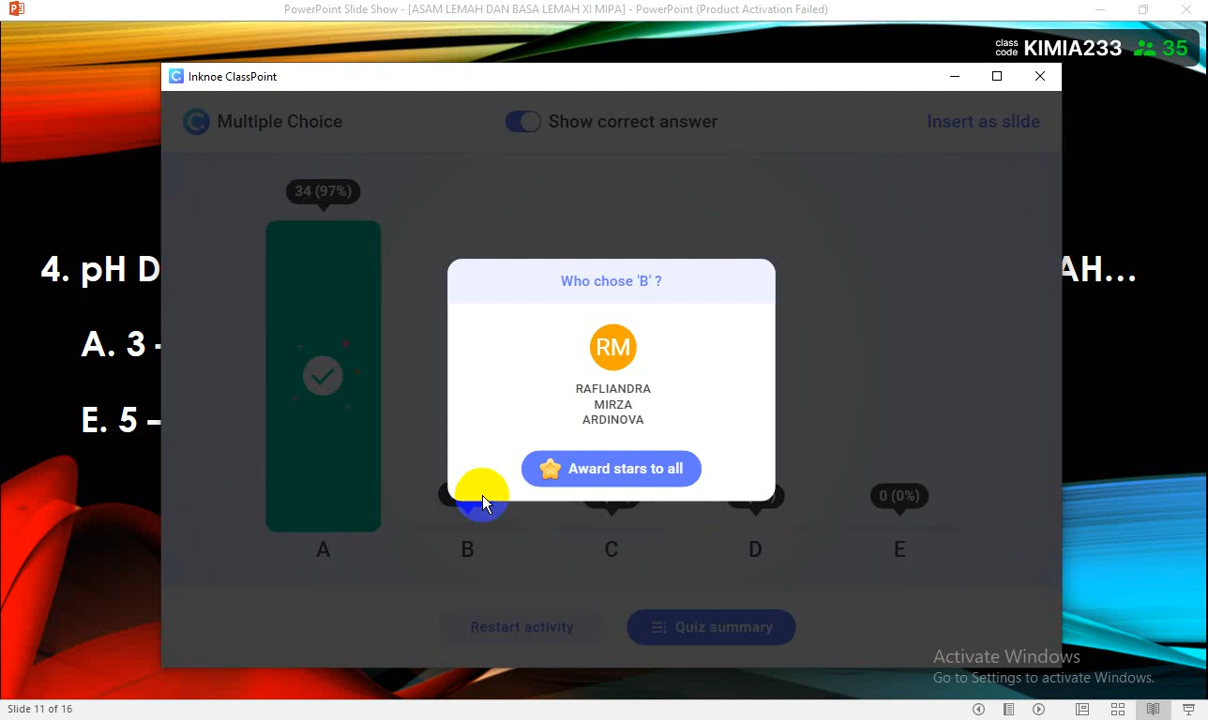 PowerPoint Slide Show - [ASAM LEMAH DAN BASA LEMAH XI MIPA] - PowerPoint (Product Activation Failed)
class code KIMIA233 35
Inknoe ClassPoint
Multiple Choice
Show correct answer
Insert as slide
34 (97%)
4. pH D
AH...
Who chose 'B' ?
RM
RAFLIANDRA
MIRZA
ARDINOVA
A. 3 -
E. 5 –
Award stars to all
0 (0%)
A B C D E
Restart activity
Quiz summary
Activate Windows
Go to Settings to activate Windows.
Slide 11 of 16